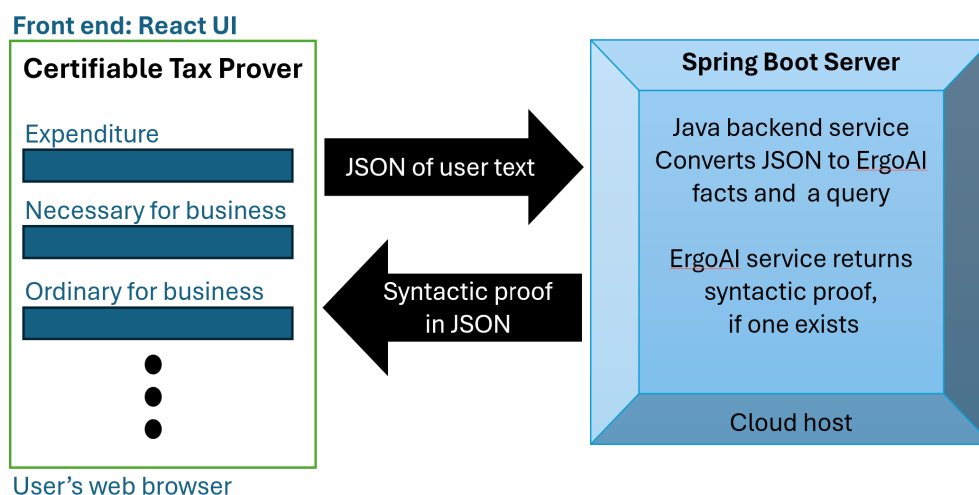 Front end: React UI
Certifiable Tax Prover
Expenditure
Necessary for business
Ordinary for business
User's web browser
JSON of user text
Syntactic proof
in JSON
Spring Boot Server
Java backend service
Converts JSON to ErgoAI
facts and a query
ErgoAI service returns
syntactic proof,
if one exists
Cloud host